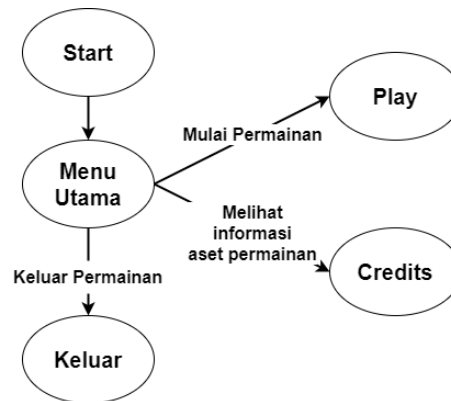 Start
Play
Mulai Permainan
Menu
Utama
Melihat
informasi
aset permainan
Keluar Permainan
Credits
Keluar